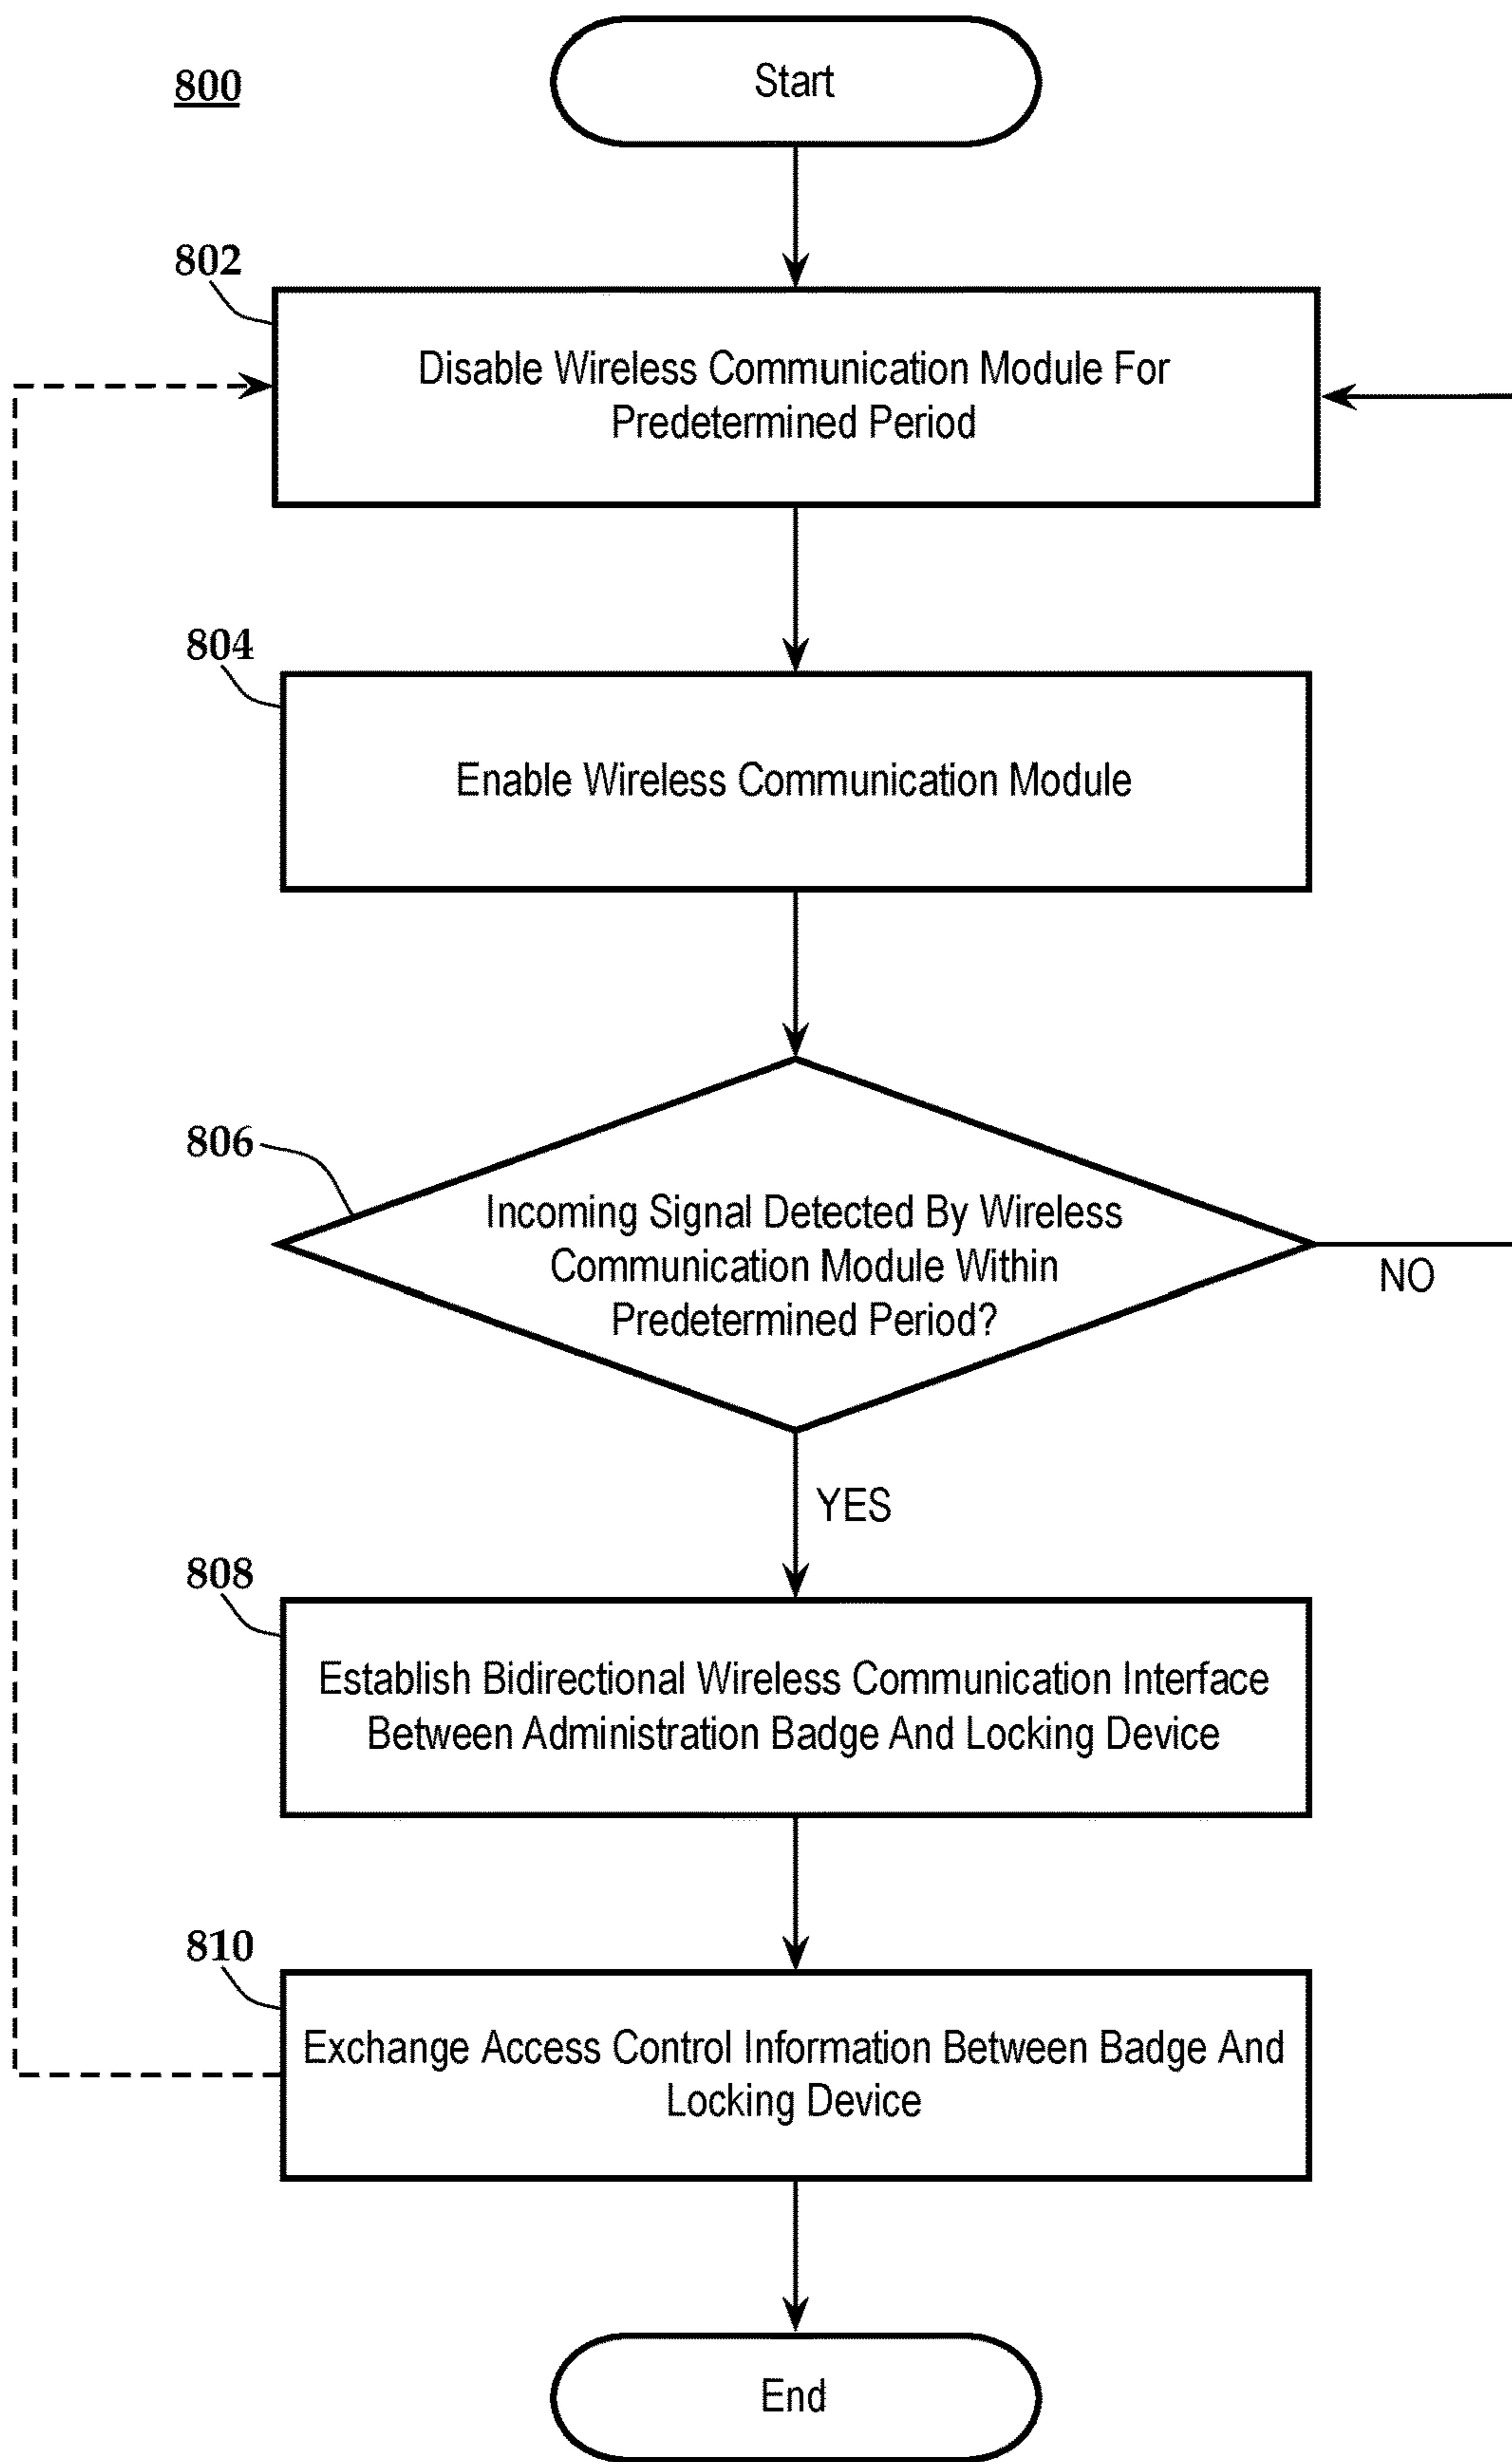 800
Start
802
Disable Wireless Communication Module For
Predetermined Period
804
Enable Wireless Communication Module
806
Incoming Signal Detected By Wireless
Communication Module Within
Predetermined Period?
NO
YES
808
Establish Bidirectional Wireless Communication Interface
Between Administration Badge And Locking Device
810
Exchange Access Control Information Between Badge And
Locking Device
End